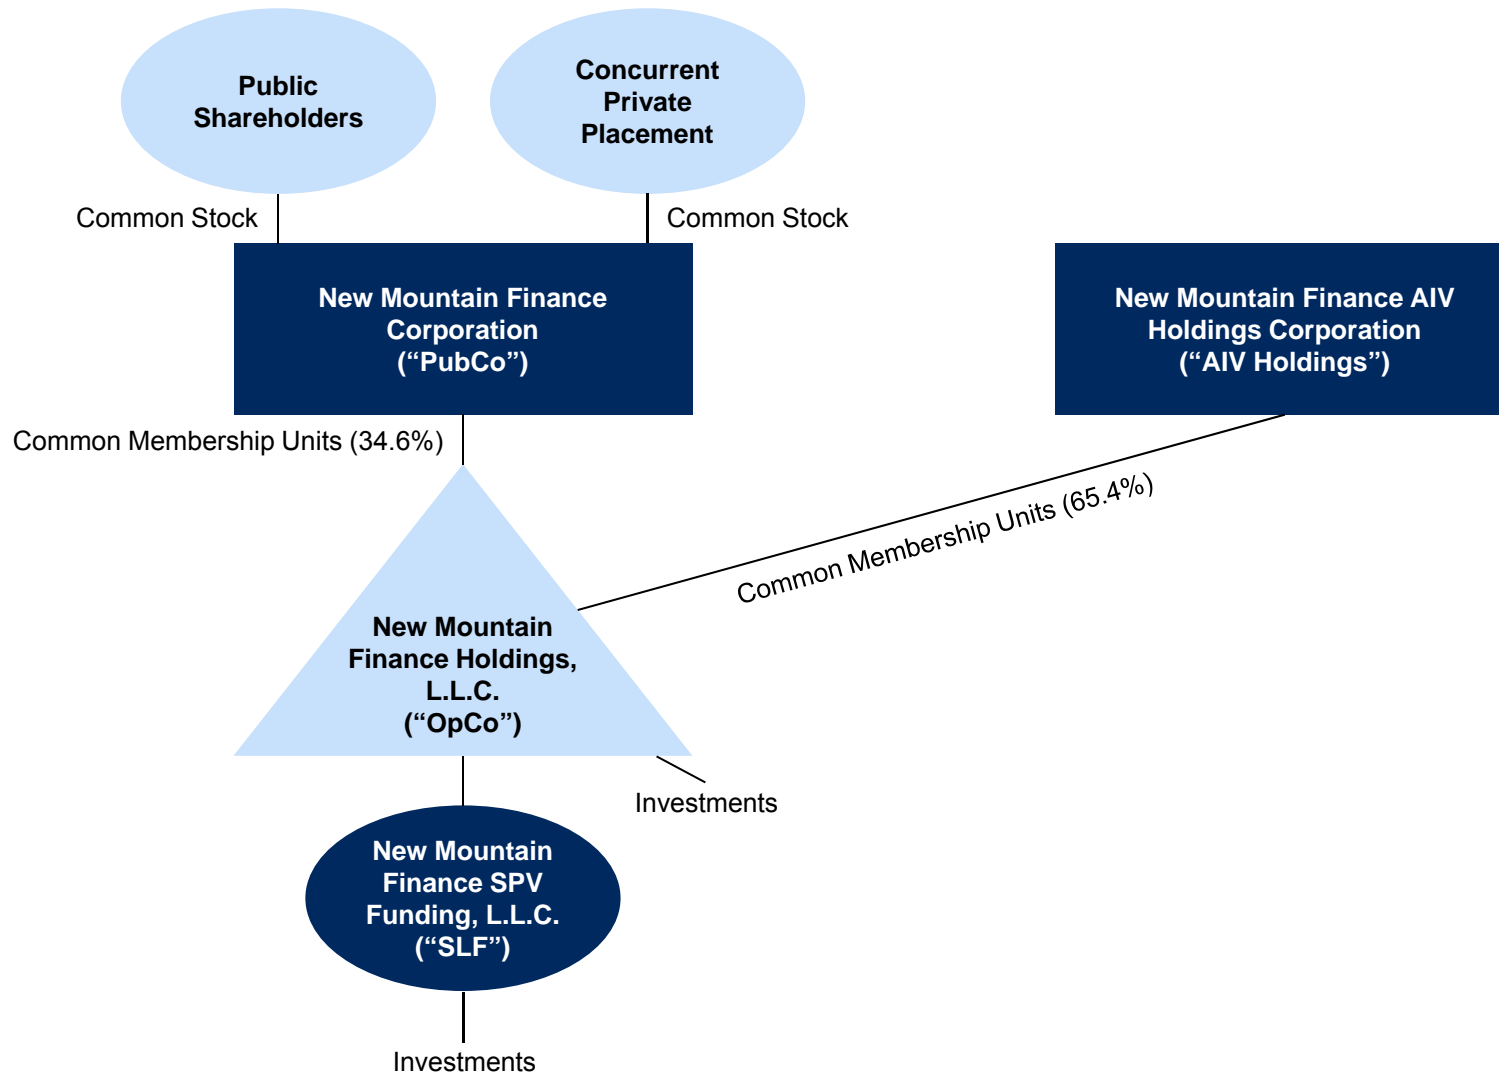 Public
Shareholders
Concurrent
Private
Placement
Common Stock
Common Stock
New Mountain Finance
Corporation
(“PubCo”)
New Mountain Finance AIV
Holdings Corporation
(“AIV Holdings”)
Common Membership Units (34.6%)
Common Membership Units (65.4%)
New Mountain
Finance Holdings,
L.L.C.
(“OpCo”)
Investments
New Mountain
Finance SPV
Funding, L.L.C.
(“SLF”)
Investments